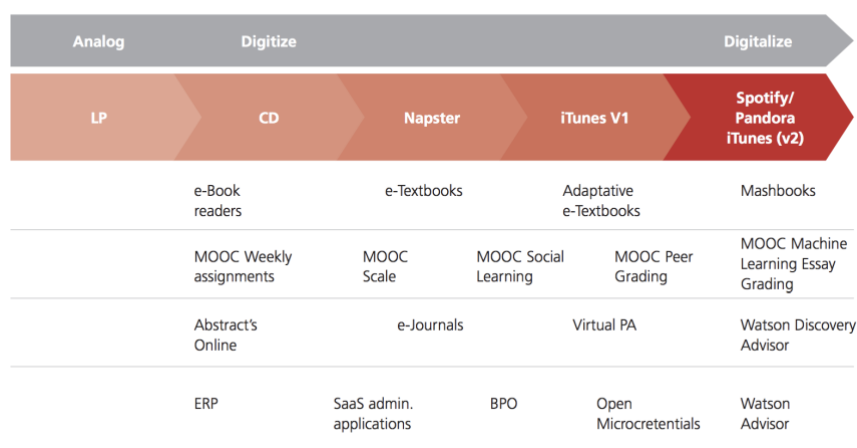 Analog Digitize Digitalize
LP CD Napster iTunes V1 Spotify/
Pandora
iTunes (v2)
e-Book e-Textbooks Adaptative Mashbooks
readers e-Textbooks
MOOC Weekly MOOC MOOC Social MOOC Peer MOOC Machine
assignments Scale Learning Grading Learning Essay
Grading
Abstract's e-Journals Virtual PA Watson Discovery
Online Advisor
ERP SaaS admin. BPO Open Watson
applications Microcretentials Advisor